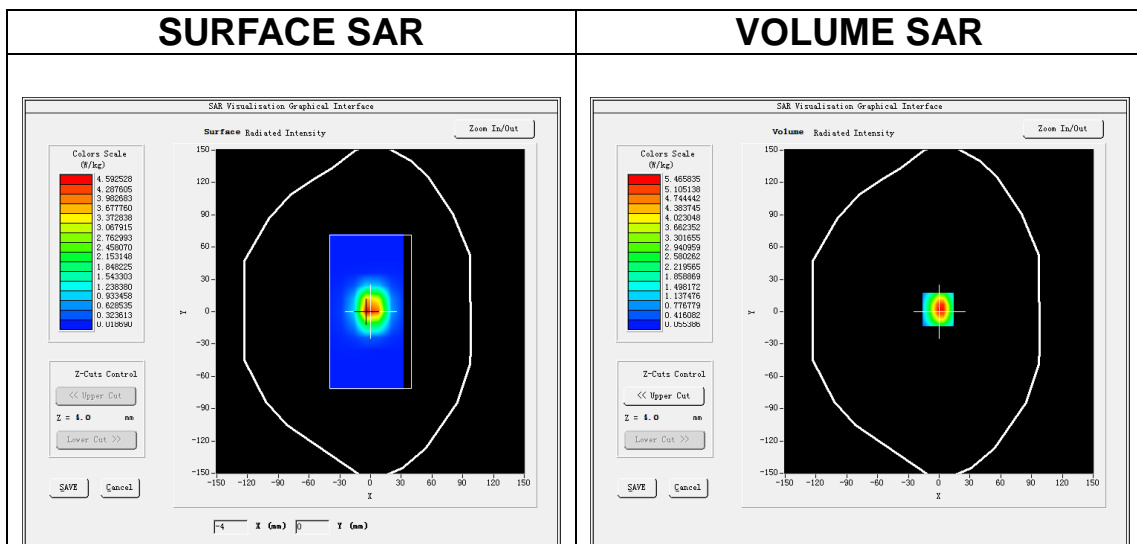 SURFACE SAR
VOLUME SAR
SAR Visualisation Graphical Interface
Surface Radiated Intensity
Zoom In/Out
Colors Scale
(W/kg)
4.592528
4.287605
3.982683
3.677760
3.372838
3.067915
2.762993
2.458070
2.153148
1.848225
1.543303
1.238380
0.933458
0.628535
0.323613
0.018690
Z-Cuts Control
<< Upper Cut
Z = 4.0 mm
Lower Cut >>
SAVE
Cancel
150
120
90
60
30
0
-30
-60
-90
-120
-150
Y
-150 -120 -90 -60 -30 0 30 60 90 120 150
X
-4 X (mm) 0 Y (mm)
SAR Visualisation Graphical Interface
Volume Radiated Intensity
Zoom In/Out
Colors Scale
(W/kg)
5.465835
5.105138
4.744442
4.383745
4.023048
3.662352
3.301655
2.940959
2.580262
2.219565
1.858869
1.498172
1.137476
0.776779
0.416082
0.055386
Z-Cuts Control
<< Upper Cut
Z = 4.0 mm
Lower Cut >>
SAVE
Cancel
150
120
90
60
30
0
-30
-60
-90
-120
-150
Y
-150 -120 -90 -60 -30 0 30 60 90 120 150
X